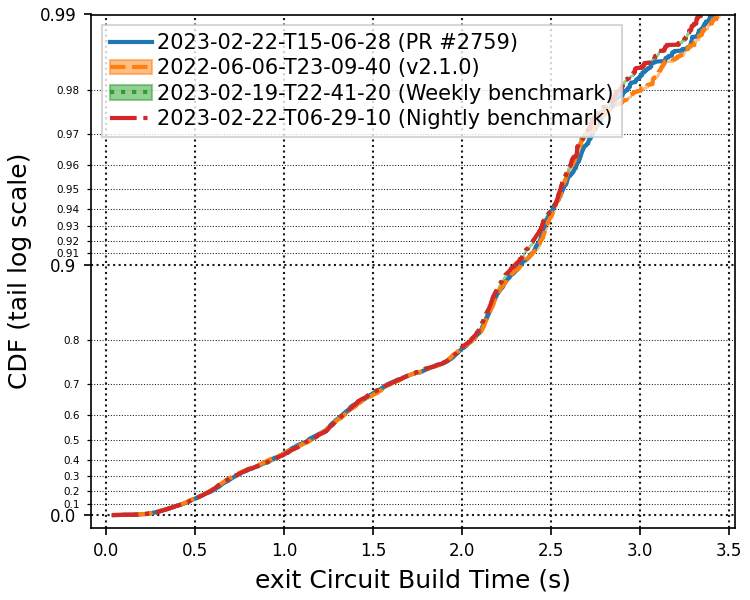 0.99
2023-02-22-T15-06-28 (PR #2759)
2022-06-06-T23-09-40 (v2.1.0)
2023-02-19-T22-41-20 (Weekly benchmark)
2023-02-22-T06-29-10 (Nightly benchmark)
0.98
0.97
0.96
0.95
0.94
0.93
0.92
0.91
0.9
0.8
0.7
0.6
0.5
0.4
0.3
0.2
0.1
0.0
CDF (tail log scale)
0.0 0.5 1.0 1.5 2.0 2.5 3.0 3.5
exit Circuit Build Time (s)